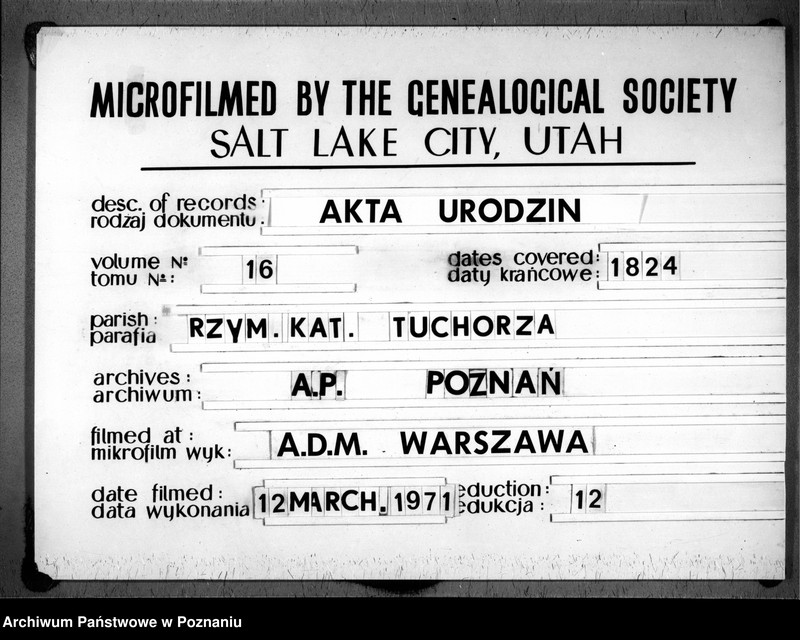 MICROFILMED BY THE GENEALOGICAL SOCIETY
SALT LAKE CITY, UTAH
desc. of records: AKTA URODZIN
rodzaj dokumentu:
volume № 16 dates covered: 1824
tomu №: daty krańcowe:
parish: RZYM. KAT. TUCHORZA
parafia
archives: A.P. POZNAŃ
archiwum:
filmed at: A.D.M. WARSZAWA
mikrofilm wyk:
date filmed: 12 MARCH. 1971 eduction: 12
data wykonania edukcja:
Archiwum Państwowe w Poznaniu